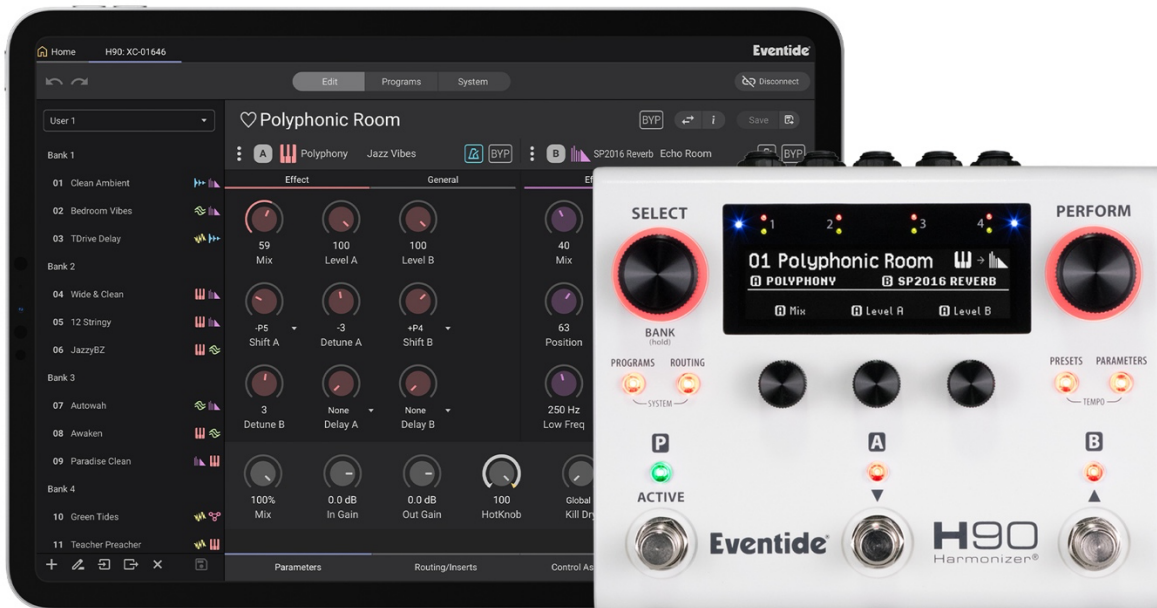 Home H90: XC-01646 Eventide
Edit Programs System Disconnect
User 1
Polyphonic Room BYP i Save
Bank 1
A Polyphony Jazz Vibes BYP B SP2016 Reverb Echo Room BYP
Effect General
01 Clean Ambient
02 Bedroom Vibes
03 TDrive Delay
Bank 2
04 Wide & Clean
05 12 Stringy
06 JazzyBZ
Bank 3
07 Autowah
08 Awaken
09 Paradise Clean
Bank 4
10 Green Tides
11 Teacher Preacher
59 100 100 40
Mix Level A Level B Mix
-P5 -3 +P4 63
Shift A Detune A Shift B Position
3 None None 250 Hz
Detune B Delay A Delay B Low Freq
100% 0.0 dB 0.0 dB 100 Global
Mix In Gain Out Gain HotKnob Kill Dry
Parameters Routing/Inserts
SELECT PERFORM
1 2 3 4
01 Polyphonic Room
A POLYPHONY B SP2016 REVERB
A Mix A Level A A Level B
BANK
(hold)
PROGRAMS ROUTING PRESETS PARAMETERS
SYSTEM TEMPO
P A B
ACTIVE
Eventide® H90
Harmonizer®